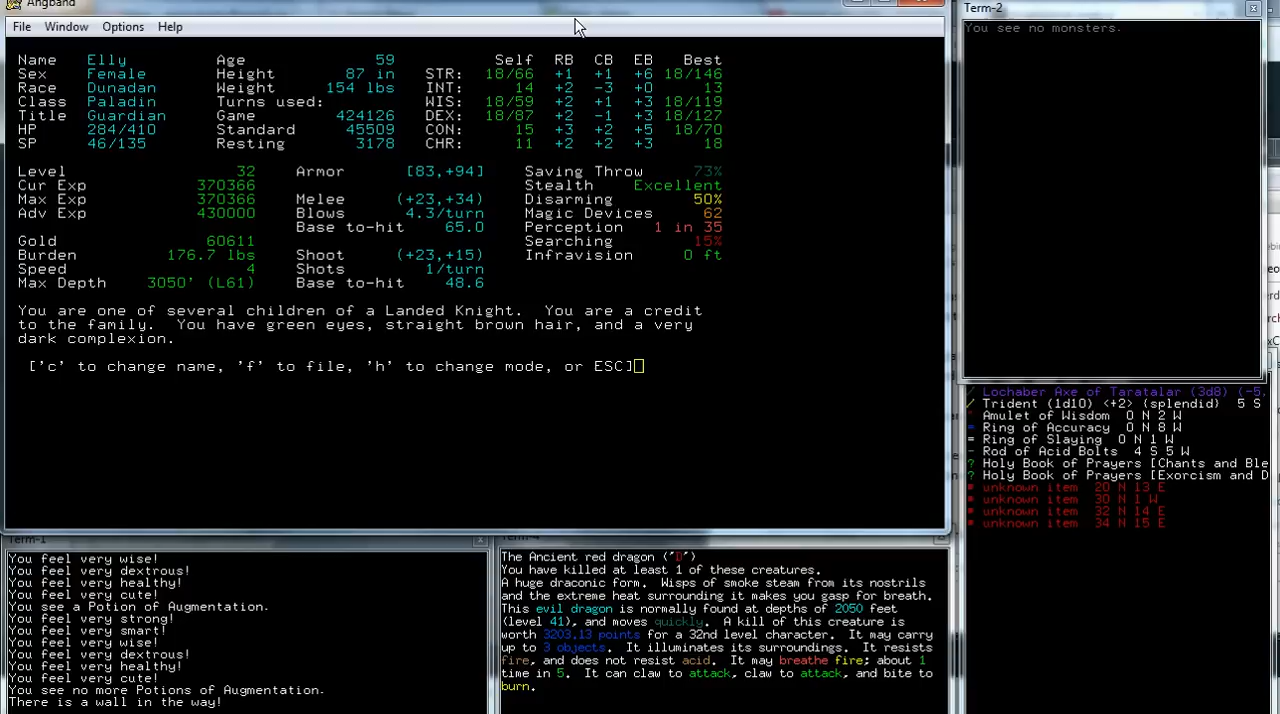 Angband
File Window Options Help
Name Elly Age 59 Self RB CB EB Best
Sex Female Height 87 in STR: 18/66 +1 +1 +6 18/146
Race Dunadan Weight 154 lbs INT: 14 +2 -3 +0 13
Class Paladin Turns used: WIS: 18/59 +2 +1 +3 18/119
Title Guardian Game 424126 DEX: 18/87 +2 -1 +3 18/127
HP 284/410 Standard 45509 CON: 15 +3 +2 +5 18/70
SP 46/135 Resting 3178 CHR: 11 +2 +2 +3 18
Level 32 Armor [83,+94] Saving Throw 73%
Cur Exp 370366 Stealth Excellent
Max Exp 370366 Melee (+23,+34) Disarming 50%
Adv Exp 430000 Blows 4.3/turn Magic Devices 62
Base to-hit 65.0 Perception 1 in 35
Gold 60611 Searching 15%
Burden 176.7 lbs Shoot (+23,+15) Infravision 0 ft
Speed 4 Shots 1/turn
Max Depth 3050' (L61) Base to-hit 48.6
You are one of several children of a Landed Knight. You are a credit
to the family. You have green eyes, straight brown hair, and a very
dark complexion.
['c' to change name, 'f' to file, 'h' to change mode, or ESC]
Term-2
You see no monsters.
/ Lochaber Axe of Taratalar (3d8) (-5,
/ Trident (1d10) <+2> {splendid} 5 S
" Amulet of Wisdom 0 N 2 W
= Ring of Accuracy 0 N 8 W
= Ring of Slaying 0 N 1 W
- Rod of Acid Bolts 4 S 5 W
? Holy Book of Prayers [Chants and Ble
? Holy Book of Prayers [Exorcism and D
* unknown item 20 N 13 E
* unknown item 30 N 1 W
* unknown item 32 N 14 E
* unknown item 34 N 15 E
Term-1
You feel very wise!
You feel very dextrous!
You feel very healthy!
You feel very cute!
You see a Potion of Augmentation.
You feel very strong!
You feel very smart!
You feel very wise!
You feel very dextrous!
You feel very healthy!
You feel very cute!
You see no more Potions of Augmentation.
There is a wall in the way!
Term-4
The Ancient red dragon ('D')
You have killed at least 1 of these creatures.
A huge draconic form. Wisps of smoke steam from its nostrils
and the extreme heat surrounding it makes you gasp for breath.
This evil dragon is normally found at depths of 2050 feet
(level 41), and moves quickly. A kill of this creature is
worth 3203.13 points for a 32nd level character. It may carry
up to 3 objects. It illuminates its surroundings. It resists
fire, and does not resist acid. It may breathe fire; about 1
time in 5. It can claw to attack, claw to attack, and bite to
burn.